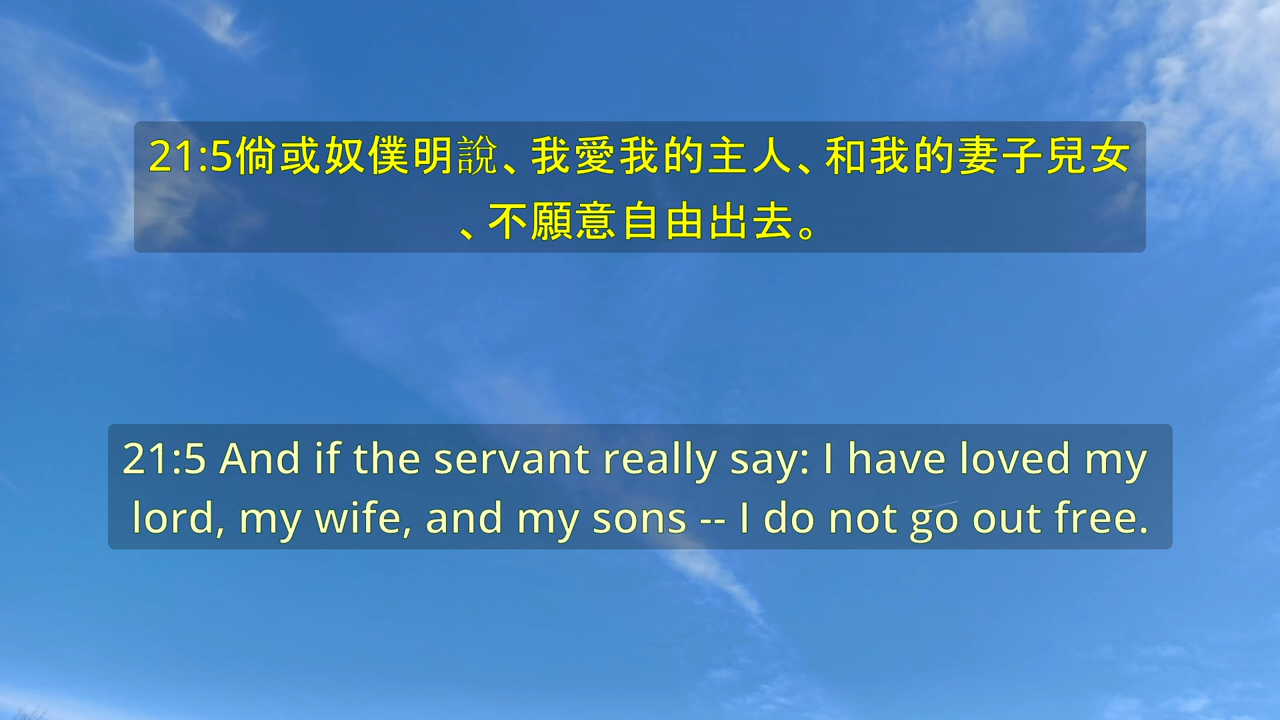 21:5倘或奴僕明說、我愛我的主人、和我的妻子兒女
、不願意自由出去。
21:5 And if the servant really say: I have loved my
lord, my wife, and my sons -- I do not go out free.